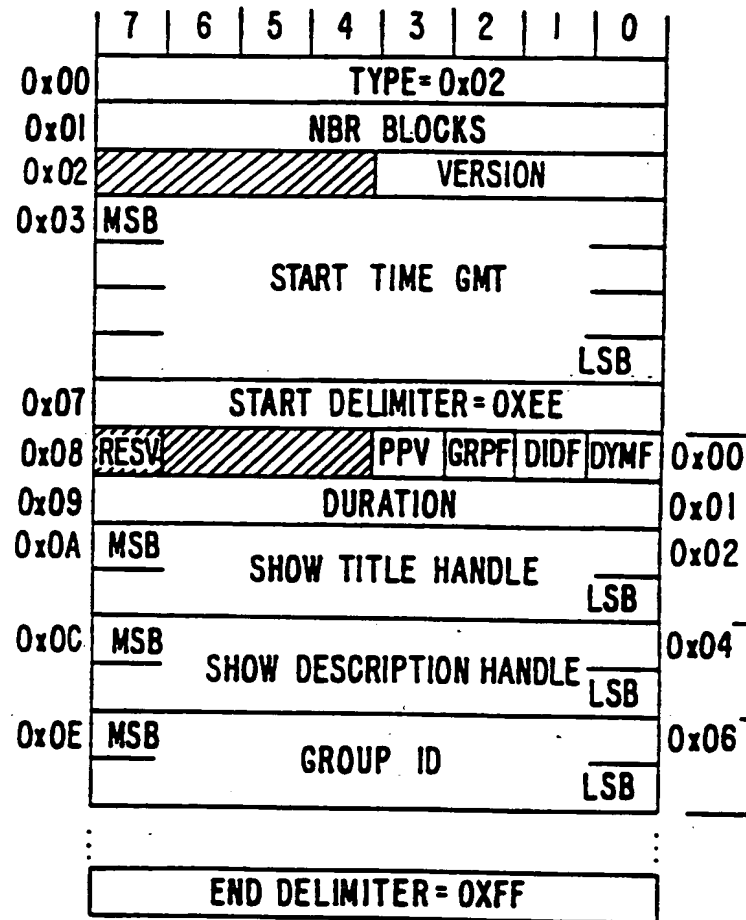 7 6 5 4 3 2 1 0
0x00 TYPE=0x02
0x01 NBR BLOCKS
0x02 VERSION
0x03 MSB
START TIME GMT
LSB
0x07 START DELIMITER=0XEE
0x08 RESV. PPV GRPF DIDF DYMF 0x00
0x09 DURATION 0x01
0x0A MSB 0x02
SHOW TITLE HANDLE
LSB
0x0C MSB 0x04
SHOW DESCRIPTION HANDLE
LSB
0x0E MSB 0x06
GROUP ID
LSB
END DELIMITER=0XFF